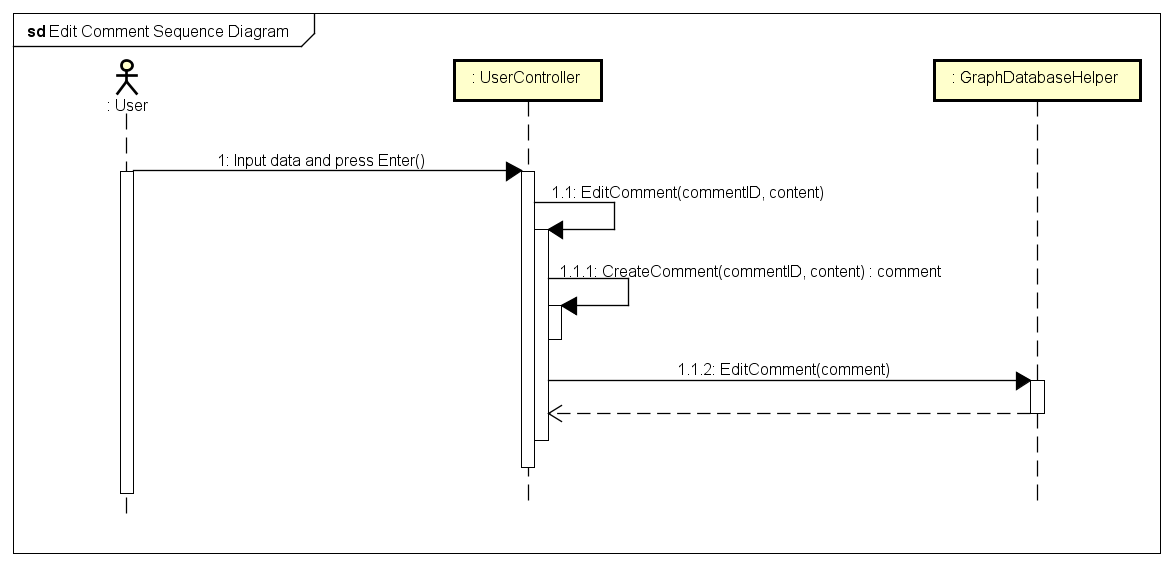 sd Edit Comment Sequence Diagram
: User
: UserController
: GraphDatabaseHelper
1: Input data and press Enter()
1.1: EditComment(commentID, content)
1.1.1: CreateComment(commentID, content) : comment
1.1.2: EditComment(comment)